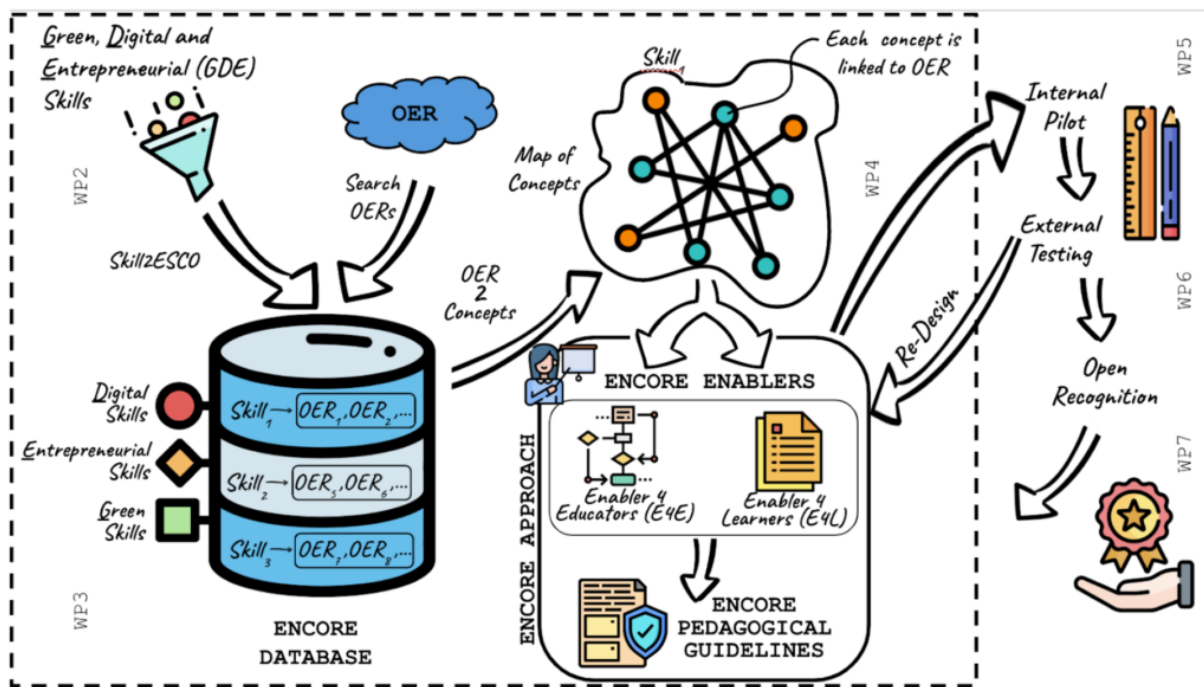 Green, Digital and
Entrepreneurial (GDE)
Skills
WP2
Skill2ESCO
OER
Search
OERs
Skill
Each concept is
linked to OER
Map of
Concepts
WP4
OER
2
Concepts
Digital
Skills
Entrepreneurial
Skills
Green
Skills
Skill₁→OER₁,OER₂,...
Skill₂→OER₅,OER₆,...
Skill₃→OER₇,OER₈,...
WP3
ENCORE
DATABASE
ENCORE APPROACH
ENCORE ENABLERS
Enabler 4
Educators (E4E)
Enabler 4
Learners (E4L)
ENCORE
PEDAGOGICAL
GUIDELINES
Re-Design
WP5
Internal
Pilot
External
Testing
WP6
Open
Recognition
WP7